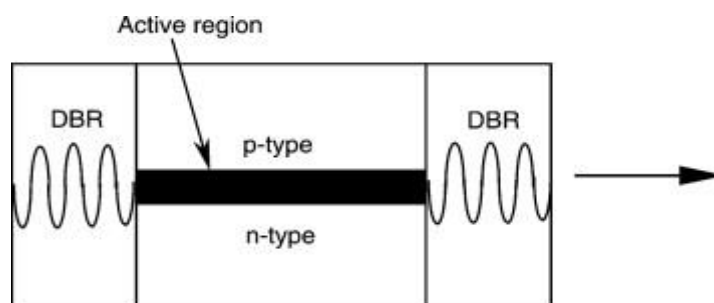 Active region
DBR
DBR
p-type
n-type